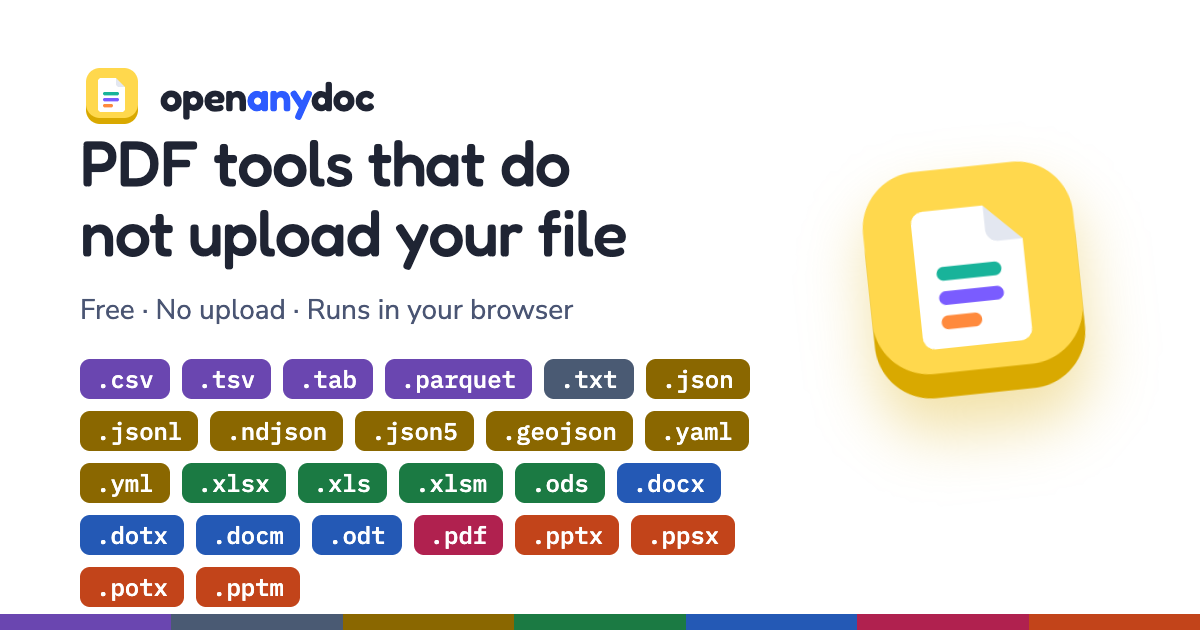 openanydoc
PDF tools that do
not upload your file
Free · No upload · Runs in your browser
.csv .tsv .tab .parquet .txt .json
.jsonl .ndjson .json5 .geojson .yaml
.yml .xlsx .xls .xlsm .ods .docx
.dotx .docm .odt .pdf .pptx .ppsx
.potx .pptm